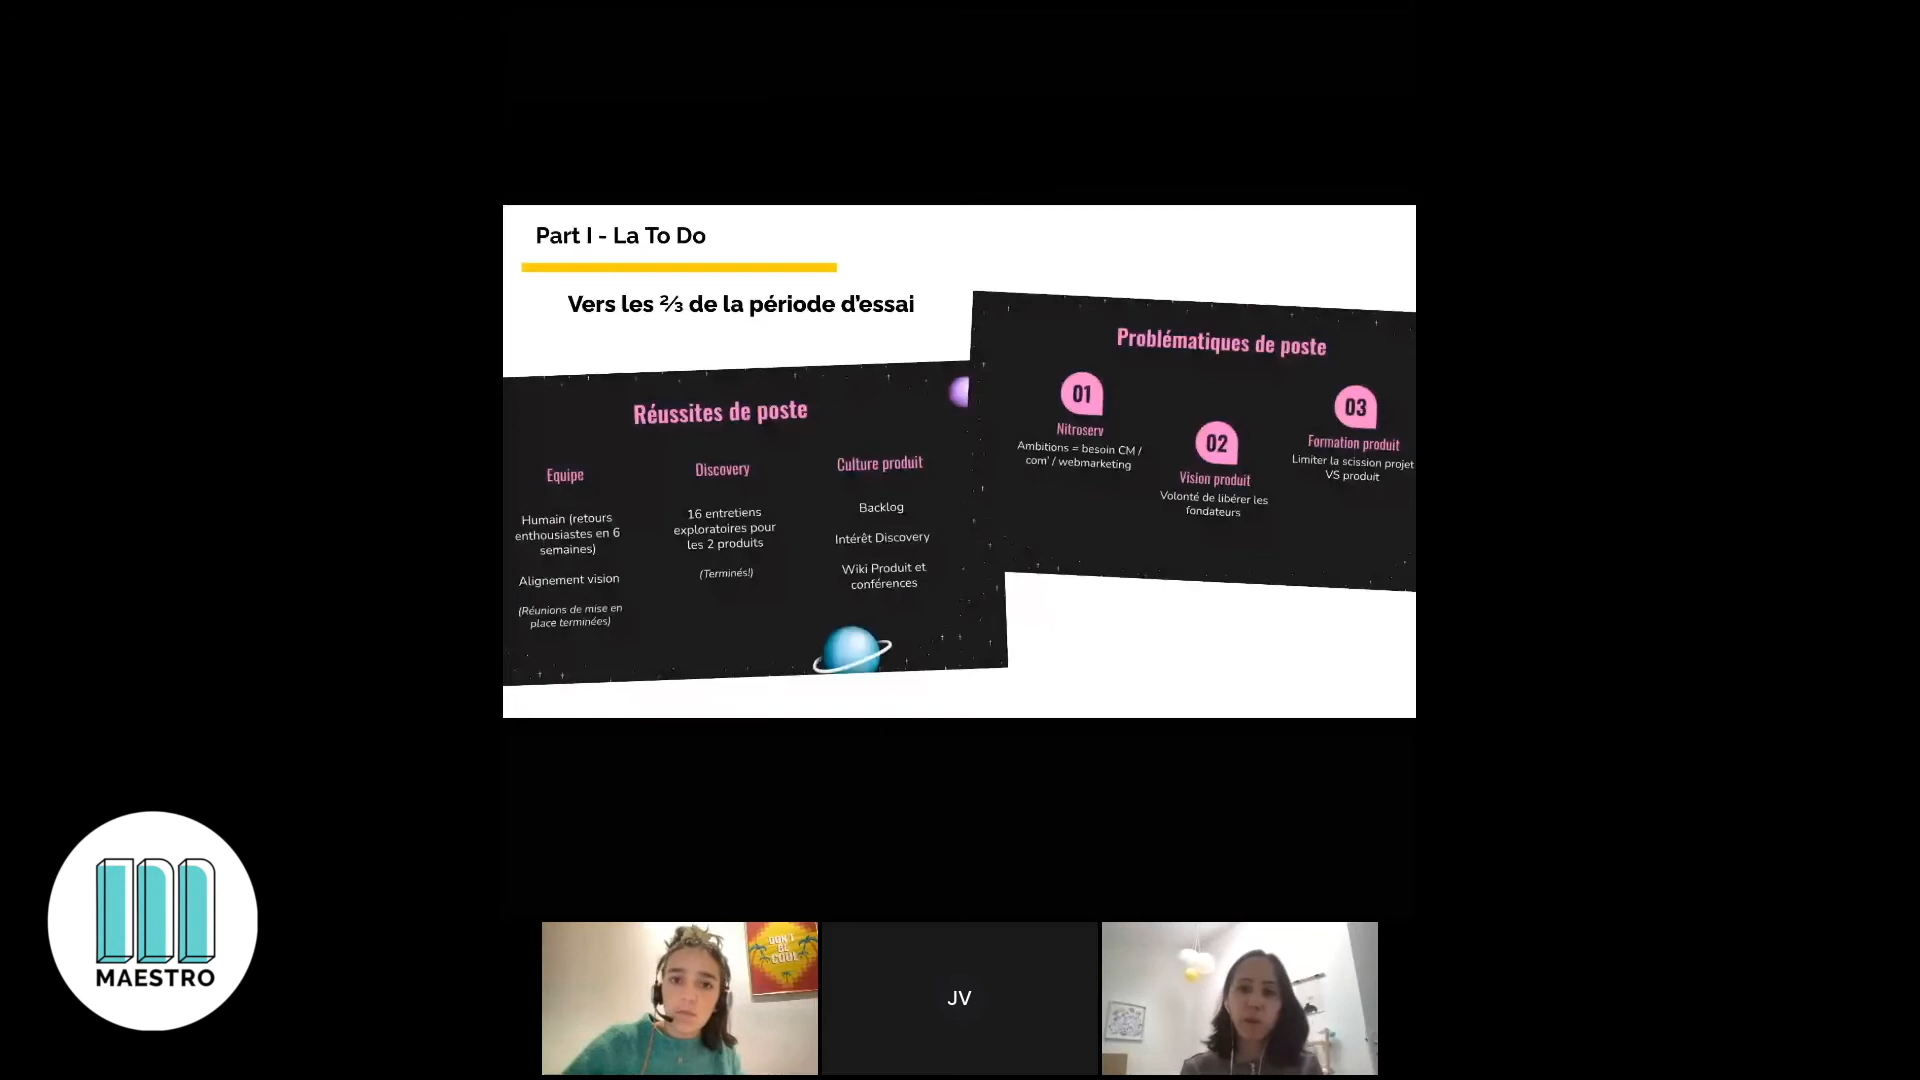 Part I - La To Do
Vers les ⅔ de la période d'essai
Réussites de poste
Equipe
Humain (retours
enthousiastes en 6
semaines)
Alignement vision
(Réunions de mise en
place terminées)
Discovery
16 entretiens
exploratoires pour
les 2 produits
(Terminés!)
Culture produit
Backlog
Intérêt Discovery
Wiki Produit et
conférences
Problématiques de poste
01
Nitroserv
Ambitions = besoin CM /
com' / webmarketing
02
Vision produit
Volonté de libérer les
fondateurs
03
Formation produit
Limiter la scission projet
VS produit
MAESTRO
DON'T
BE
COOL
JV